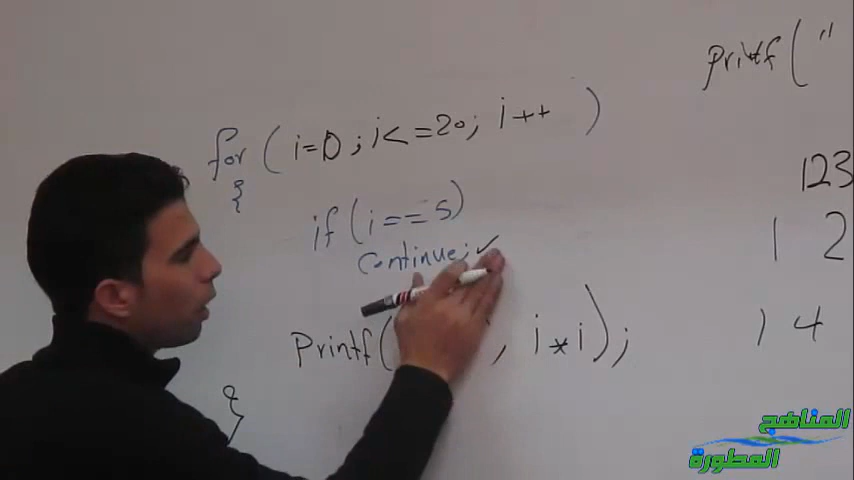 printf("
for ( i=0 ; i<=20; i++ )
{
if ( i==5 )
continue; ✓
Printf( , i*i);
}
123
1 2
1 4
المناهج
المطورة